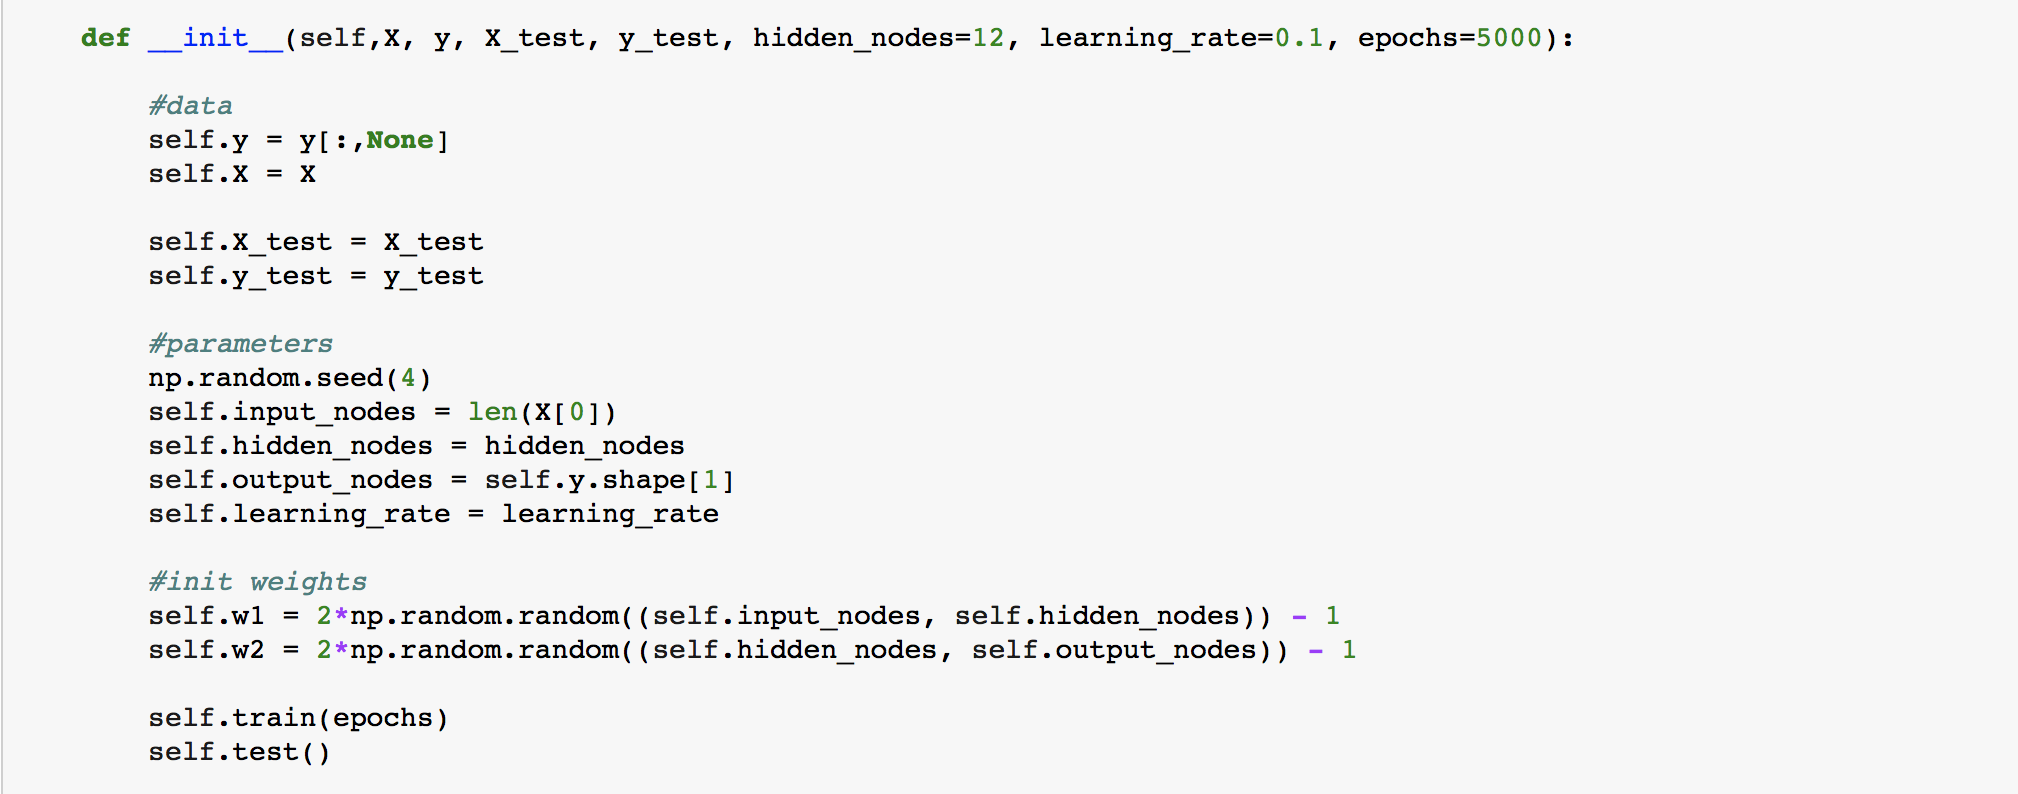 def __init__(self,X, y, X_test, y_test, hidden_nodes=12, learning_rate=0.1, epochs=5000):
#data
self.y = y[:,None]
self.X = X
self.X_test = X_test
self.y_test = y_test
#parameters
np.random.seed(4)
self.input_nodes = len(X[0])
self.hidden_nodes = hidden_nodes
self.output_nodes = self.y.shape[1]
self.learning_rate = learning_rate
#init weights
self.w1 = 2*np.random.random((self.input_nodes, self.hidden_nodes)) - 1
self.w2 = 2*np.random.random((self.hidden_nodes, self.output_nodes)) - 1
self.train(epochs)
self.test()